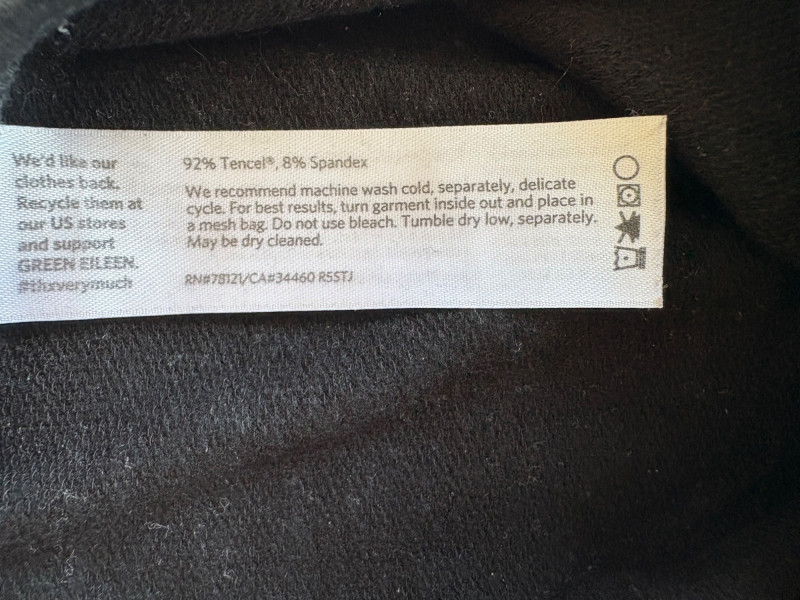 We'd like our
clothes back.
Recycle them at
our US stores
and support
GREEN EILEEN.
#thxverymuch
92% Tencel®, 8% Spandex
We recommend machine wash cold, separately, delicate
cycle. For best results, turn garment inside out and place in
a mesh bag. Do not use bleach. Tumble dry low, separately.
May be dry cleaned.
RN#78121/CA#34460 R5STJ